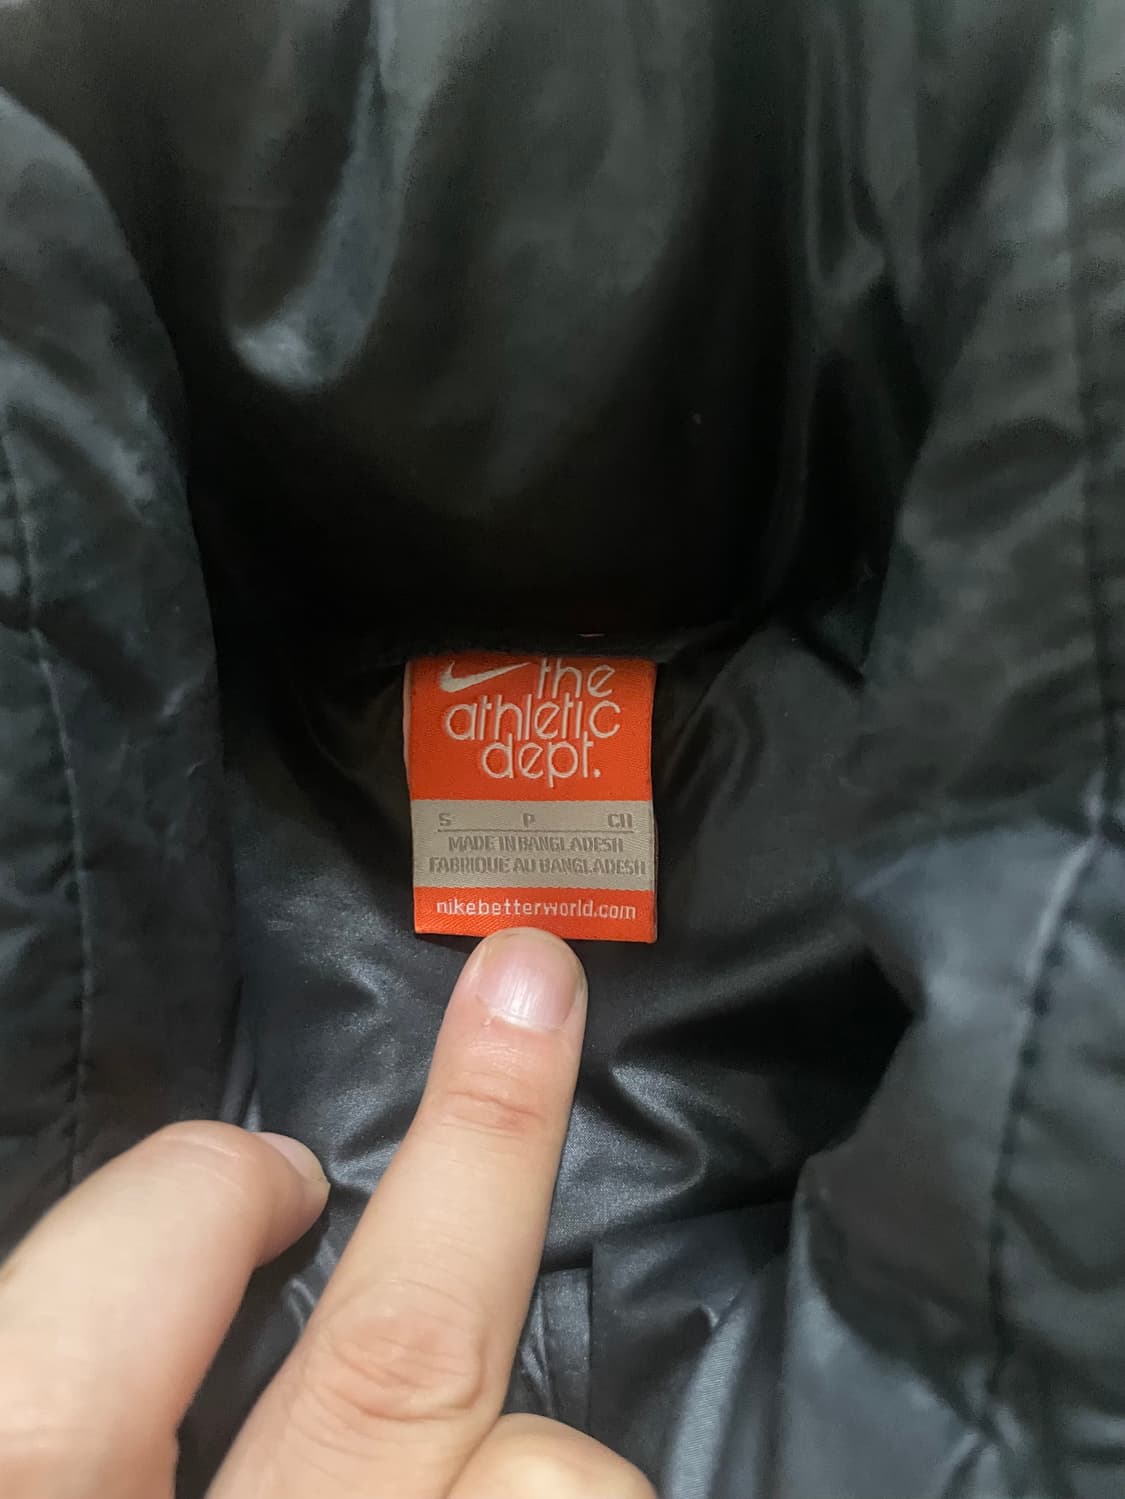 the
athletic
dept.
S P CH
MADE IN BANGLADESH
FABRIQUE AU BANGLADESH
nikebetterworld.com